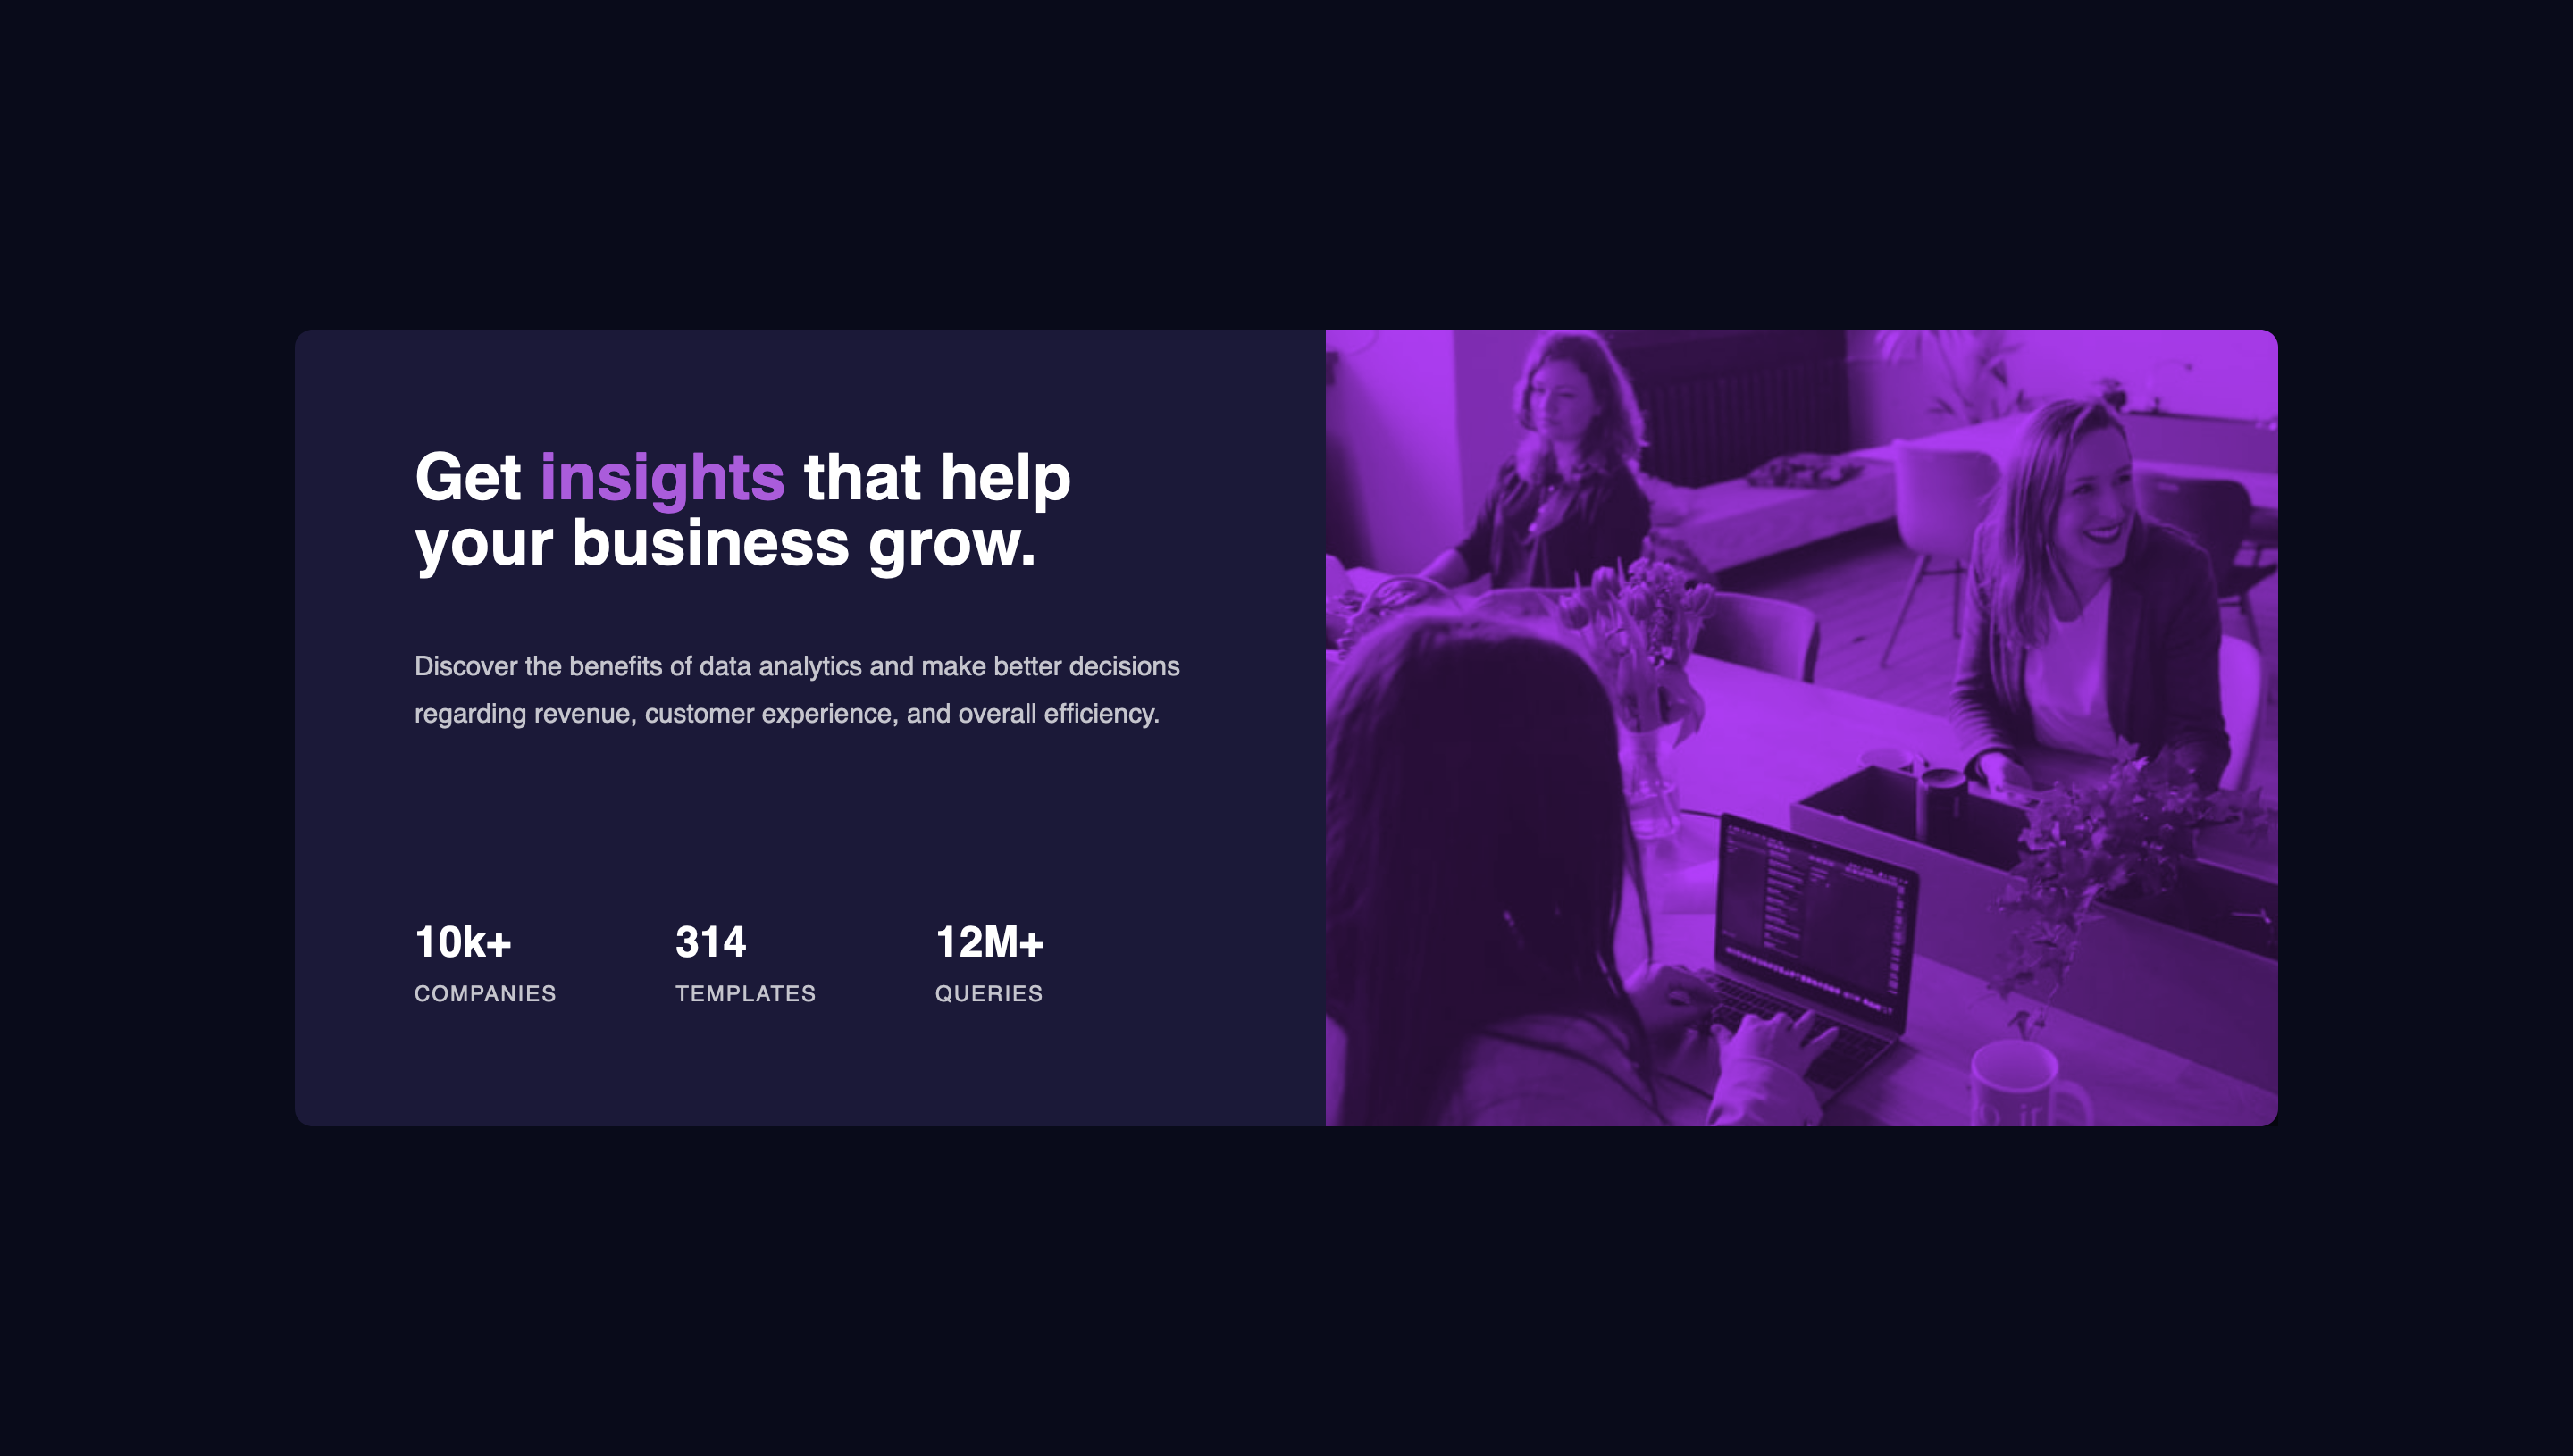 Get insights that help
your business grow.
Discover the benefits of data analytics and make better decisions
regarding revenue, customer experience, and overall efficiency.
10k+ 314 12M+
COMPANIES TEMPLATES QUERIES